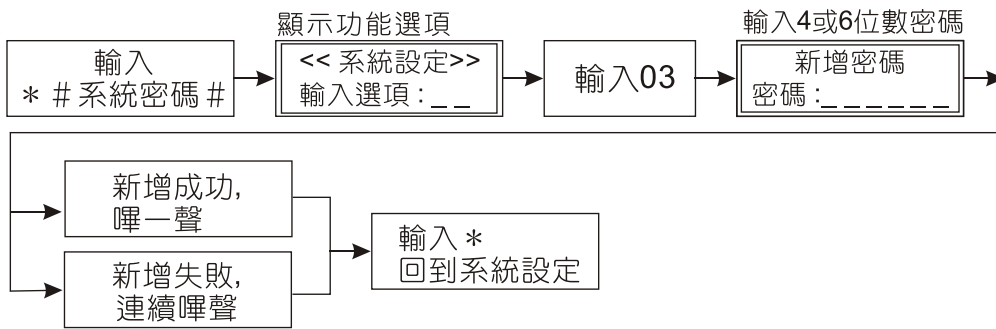 顯示功能選項
輸入4或6位數密碼
輸入
＊＃系統密碼＃
<< 系統設定>>
輸入選項:_ _
輸入03
新增密碼
密碼:_ _ _ _ _ _
新增成功,
嗶一聲
新增失敗,
連續嗶聲
輸入＊
回到系統設定